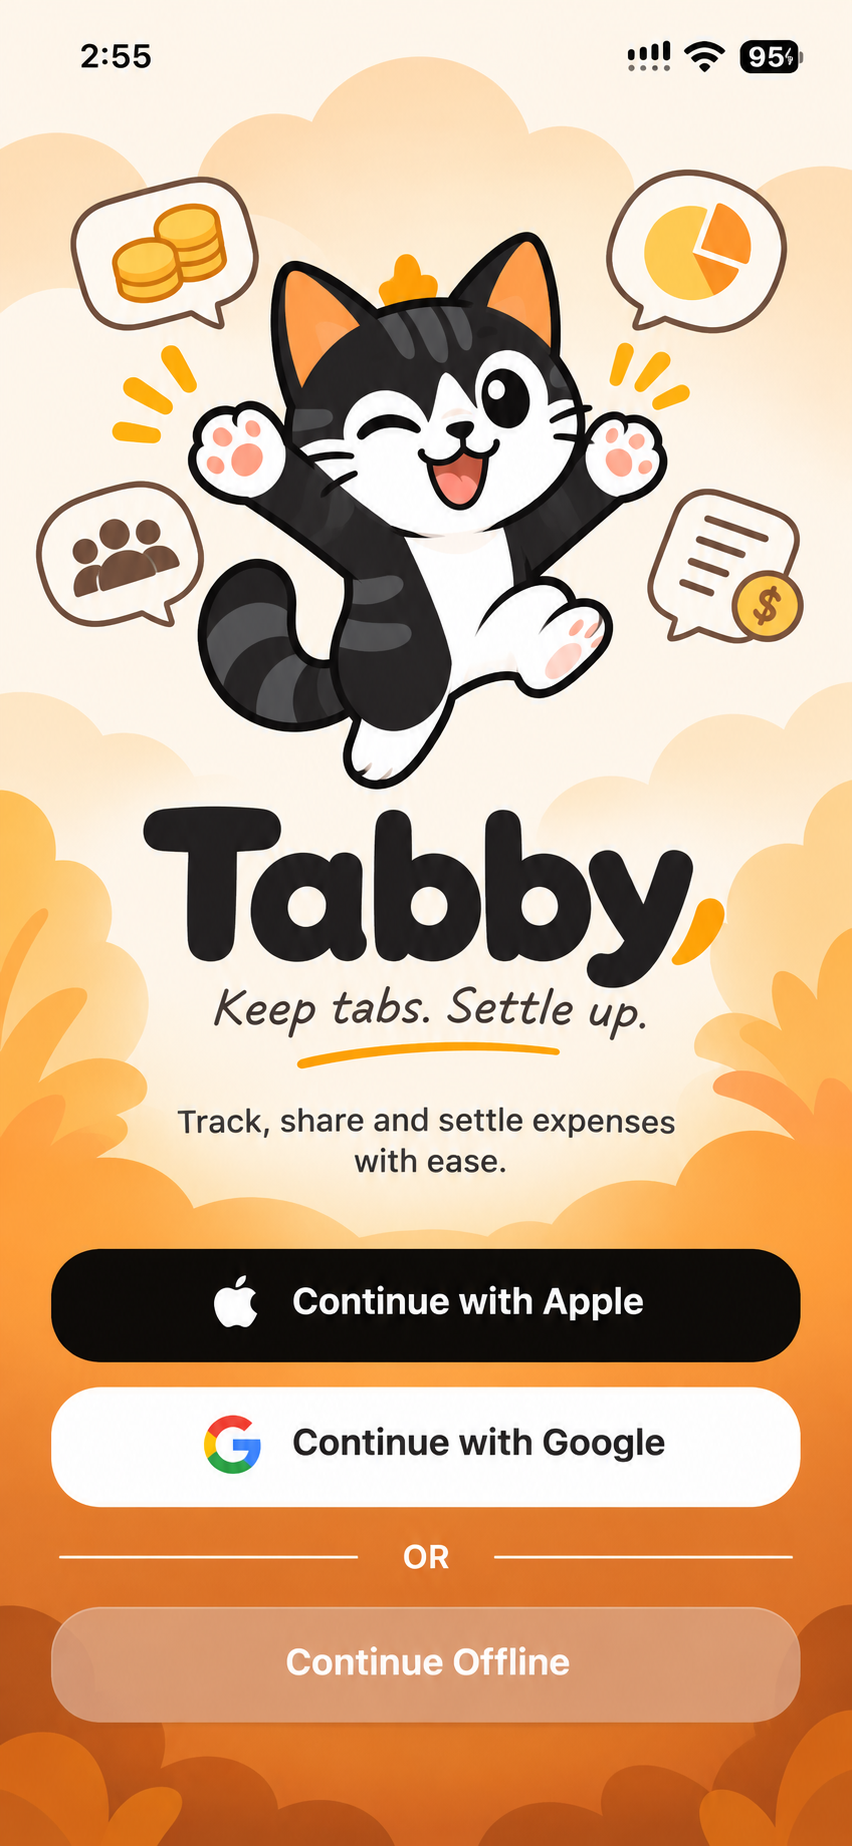 2:55
95
$
Tabby,
Keep tabs. Settle up.
Track, share and settle expenses
with ease.
Continue with Apple
Continue with Google
OR
Continue Offline